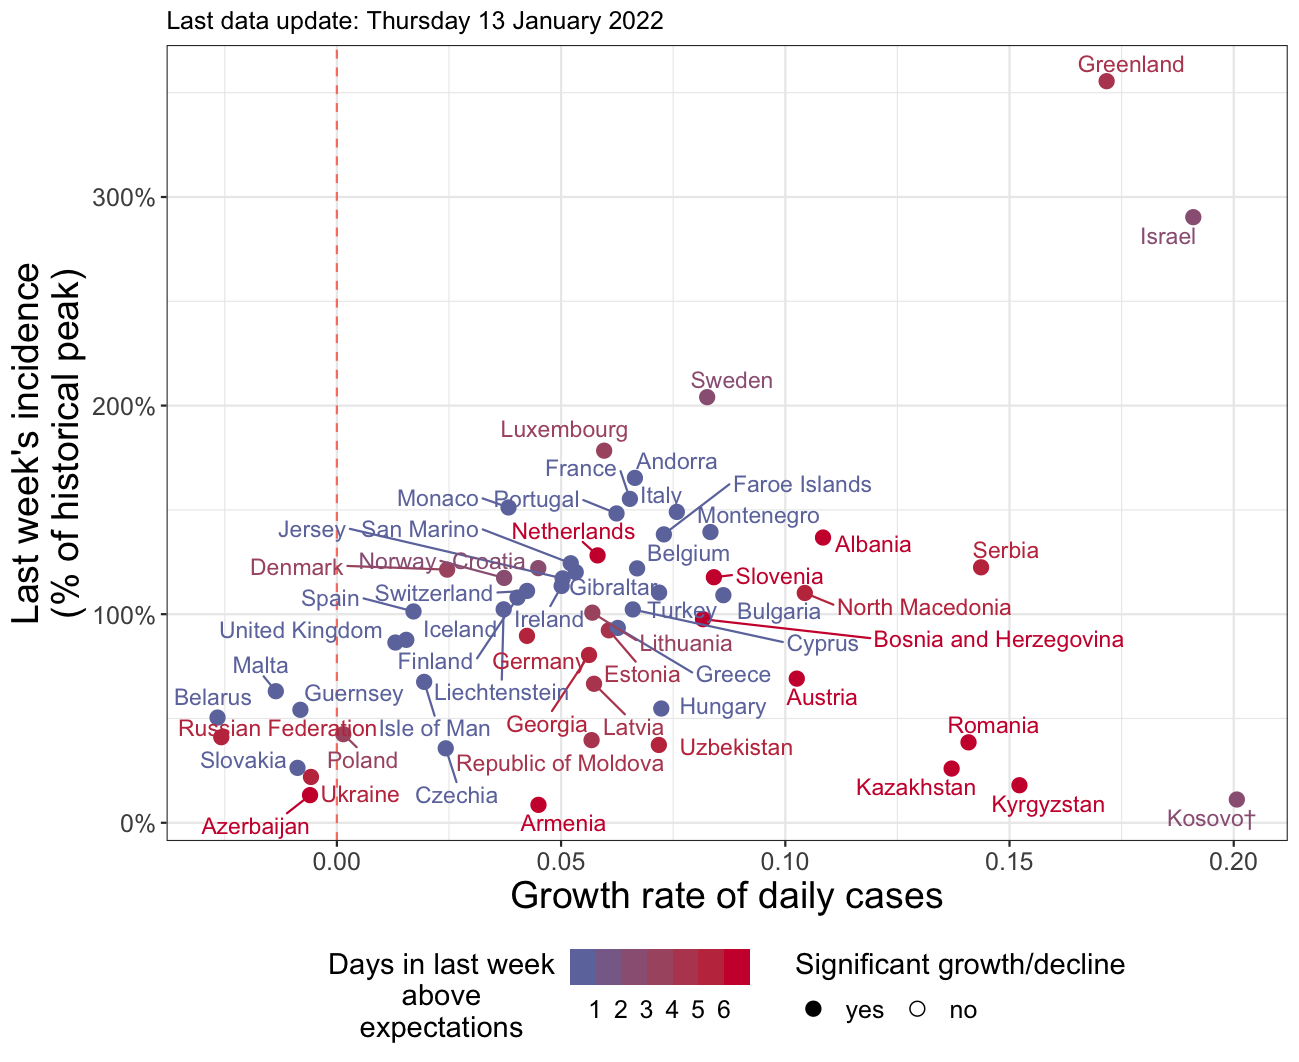 Last data update: Thursday 13 January 2022
Last week's incidence
(% of historical peak)
300%
200%
100%
0%
Greenland
Israel
Sweden
Luxembourg
France
Andorra
Monaco
Portugal
Italy
Faroe Islands
Montenegro
Jersey
San Marino
Netherlands
Albania
Belgium
Serbia
Denmark
Norway
Croatia
Slovenia
Switzerland
Gibraltar
Spain
North Macedonia
Ireland
Turkey
Bulgaria
United Kingdom
Iceland
Lithuania
Cyprus
Bosnia and Herzegovina
Malta
Finland
Germany
Estonia
Greece
Belarus
Guernsey
Liechtenstein
Hungary
Austria
Russian Federation
Isle of Man
Georgia
Latvia
Romania
Slovakia
Poland
Republic of Moldova
Uzbekistan
Kazakhstan
Ukraine
Czechia
Kyrgyzstan
Azerbaijan
Armenia
Kosovo†
0.00
0.05
0.10
0.15
0.20
Growth rate of daily cases
Days in last week
above
expectations
1 2 3 4 5 6
Significant growth/decline
yes
no